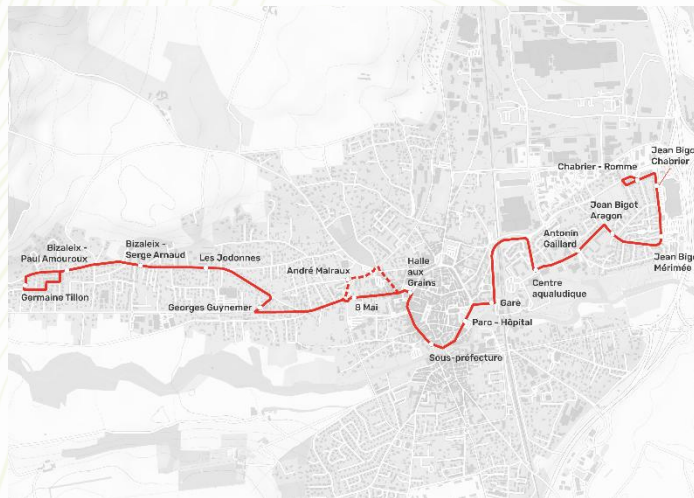 Jean Bigot
Chabrier
Chabrier - Romme
Jean Bigot
Aragon
Antonin
Gaillard
Jean Bigot
Mérimée
Bizaleix -
Paul Amouroux
Bizaleix -
Serge Arnaud
Les Jodonnes
André Malraux
Halle
aux
Grains
Centre
aqualudique
Germaine Tillon
Georges Guynemer
8 Mai
Gare
Parc - Hôpital
Sous-préfecture